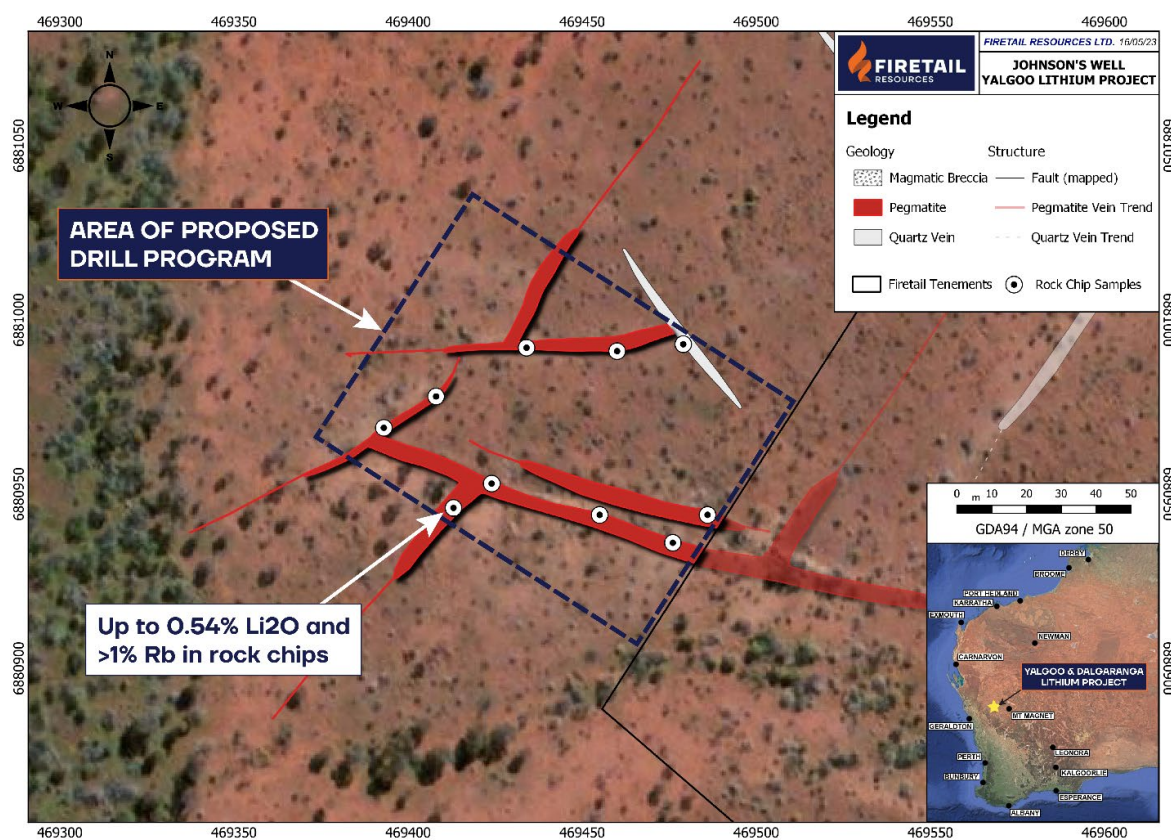 469300 469350 469400 469450 469500 469550 469600
FIRETAIL
RESOURCES
FIRETAIL RESOURCES LTD. 16/05/23
JOHNSON'S WELL
YALGOO LITHIUM PROJECT
Legend
Geology Structure
Magmatic Breccia Fault (mapped)
Pegmatite Pegmatite Vein Trend
Quartz Vein Quartz Vein Trend
Firetail Tenements Rock Chip Samples
N
W E
S
6881050 6881050
AREA OF PROPOSED
DRILL PROGRAM
6881000 6881000
6880950 6880950
0 m 10 20 30 40 50
GDA94 / MGA zone 50
Up to 0.54% Li2O and
>1% Rb in rock chips
6880900 6880900
DERBY
BROOME
PORT HEDLAND
KARRATHA
EXMOUTH
NEWMAN
CARNARVON
YALGOO & DALGARANGA
LITHIUM PROJECT
MT MAGNET
GERALDTON
LEONORA
PERTH
KALGOORLIE
BUNBURY
ESPERANCE
ALBANY
469300 469350 469400 469450 469500 469550 469600